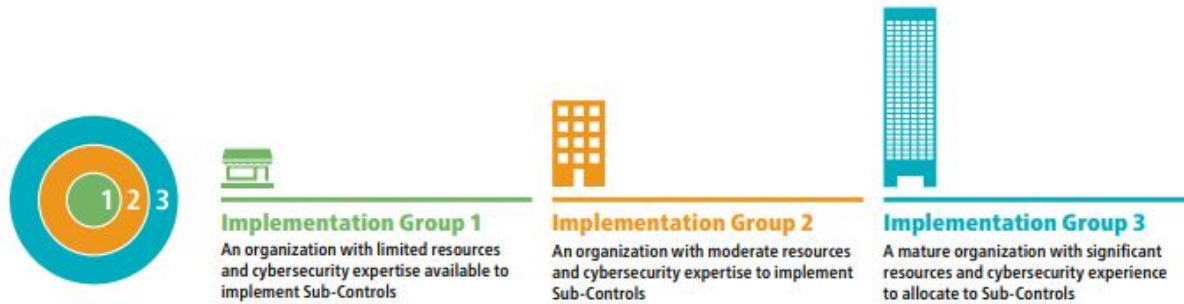 1 2 3
Implementation Group 1
An organization with limited resources
and cybersecurity expertise available to
implement Sub-Controls
Implementation Group 2
An organization with moderate resources
and cybersecurity expertise to implement
Sub-Controls
Implementation Group 3
A mature organization with significant
resources and cybersecurity experience
to allocate to Sub-Controls